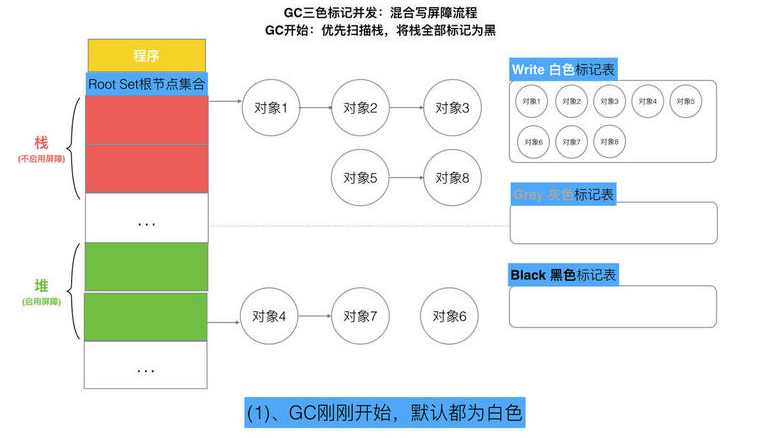 GC三色标记并发：混合写屏障流程
GC开始：优先扫描栈，将栈全部标记为黑
程序
Root Set根节点集合
栈
(不启用屏障)
...
堆
(启用屏障)
...
对象1
对象2
对象3
对象5
对象8
对象4
对象7
对象6
Write 白色标记表
对象1
对象2
对象3
对象4
对象5
对象6
对象7
对象8
Grey 灰色标记表
Black 黑色标记表
(1)、GC刚刚开始，默认都为白色